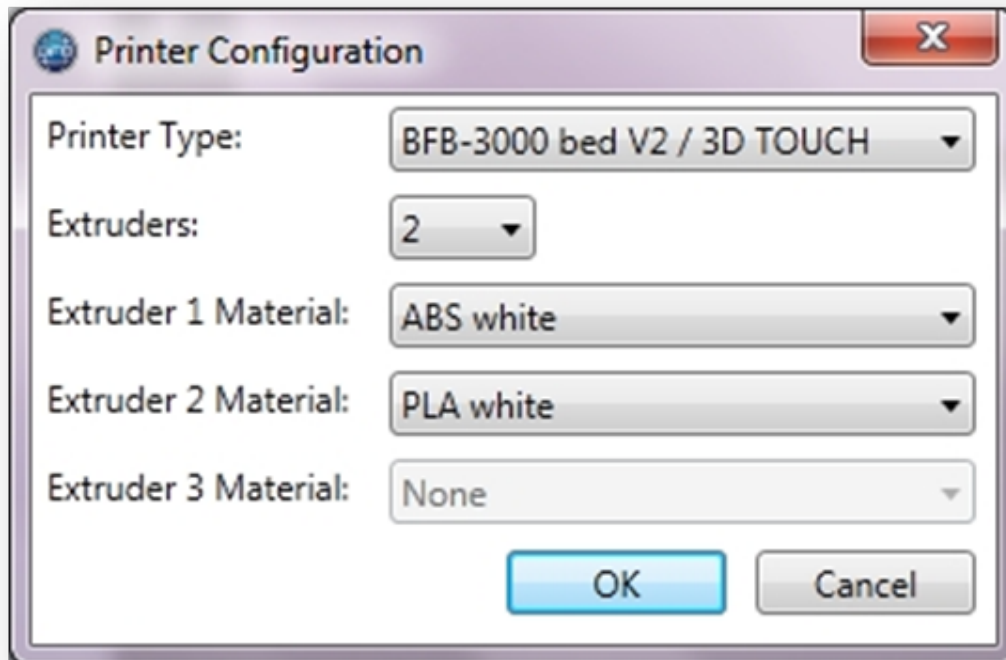 Printer Configuration
Printer Type: BFB-3000 bed V2 / 3D TOUCH
Extruders: 2
Extruder 1 Material: ABS white
Extruder 2 Material: PLA white
Extruder 3 Material: None
OK Cancel